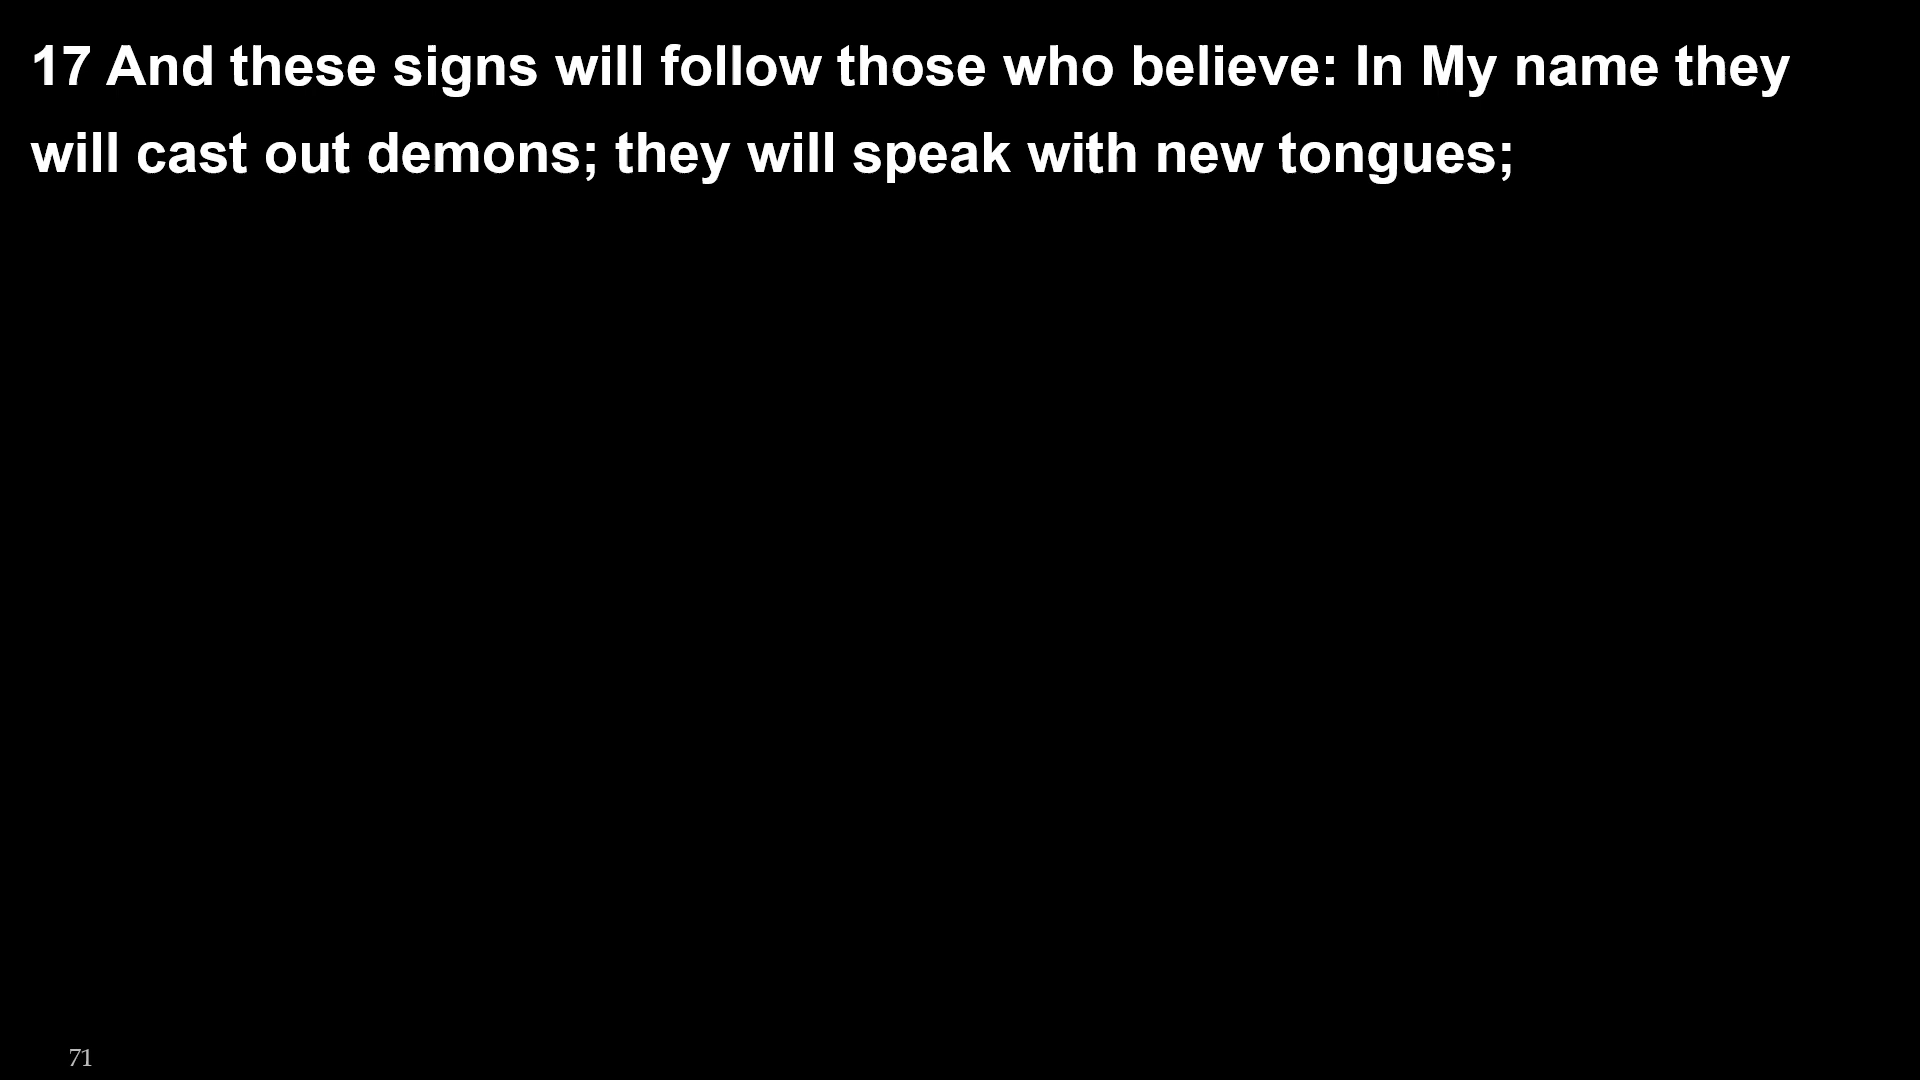 17 And these signs will follow those who believe: In My name they
will cast out demons; they will speak with new tongues;
71